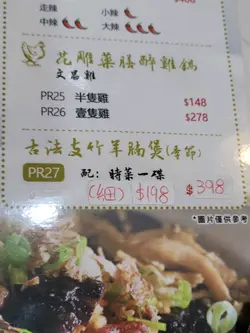 走辣
小辣
中辣
大辣
花雕藥膳醉雞鍋
文昌雞
PR25 半隻雞 $148
PR26 壹隻雞 $278
古法支竹羊腩煲(季節)
PR27 配：時菜一碟
(細) $198 $398
*圖片僅供參考